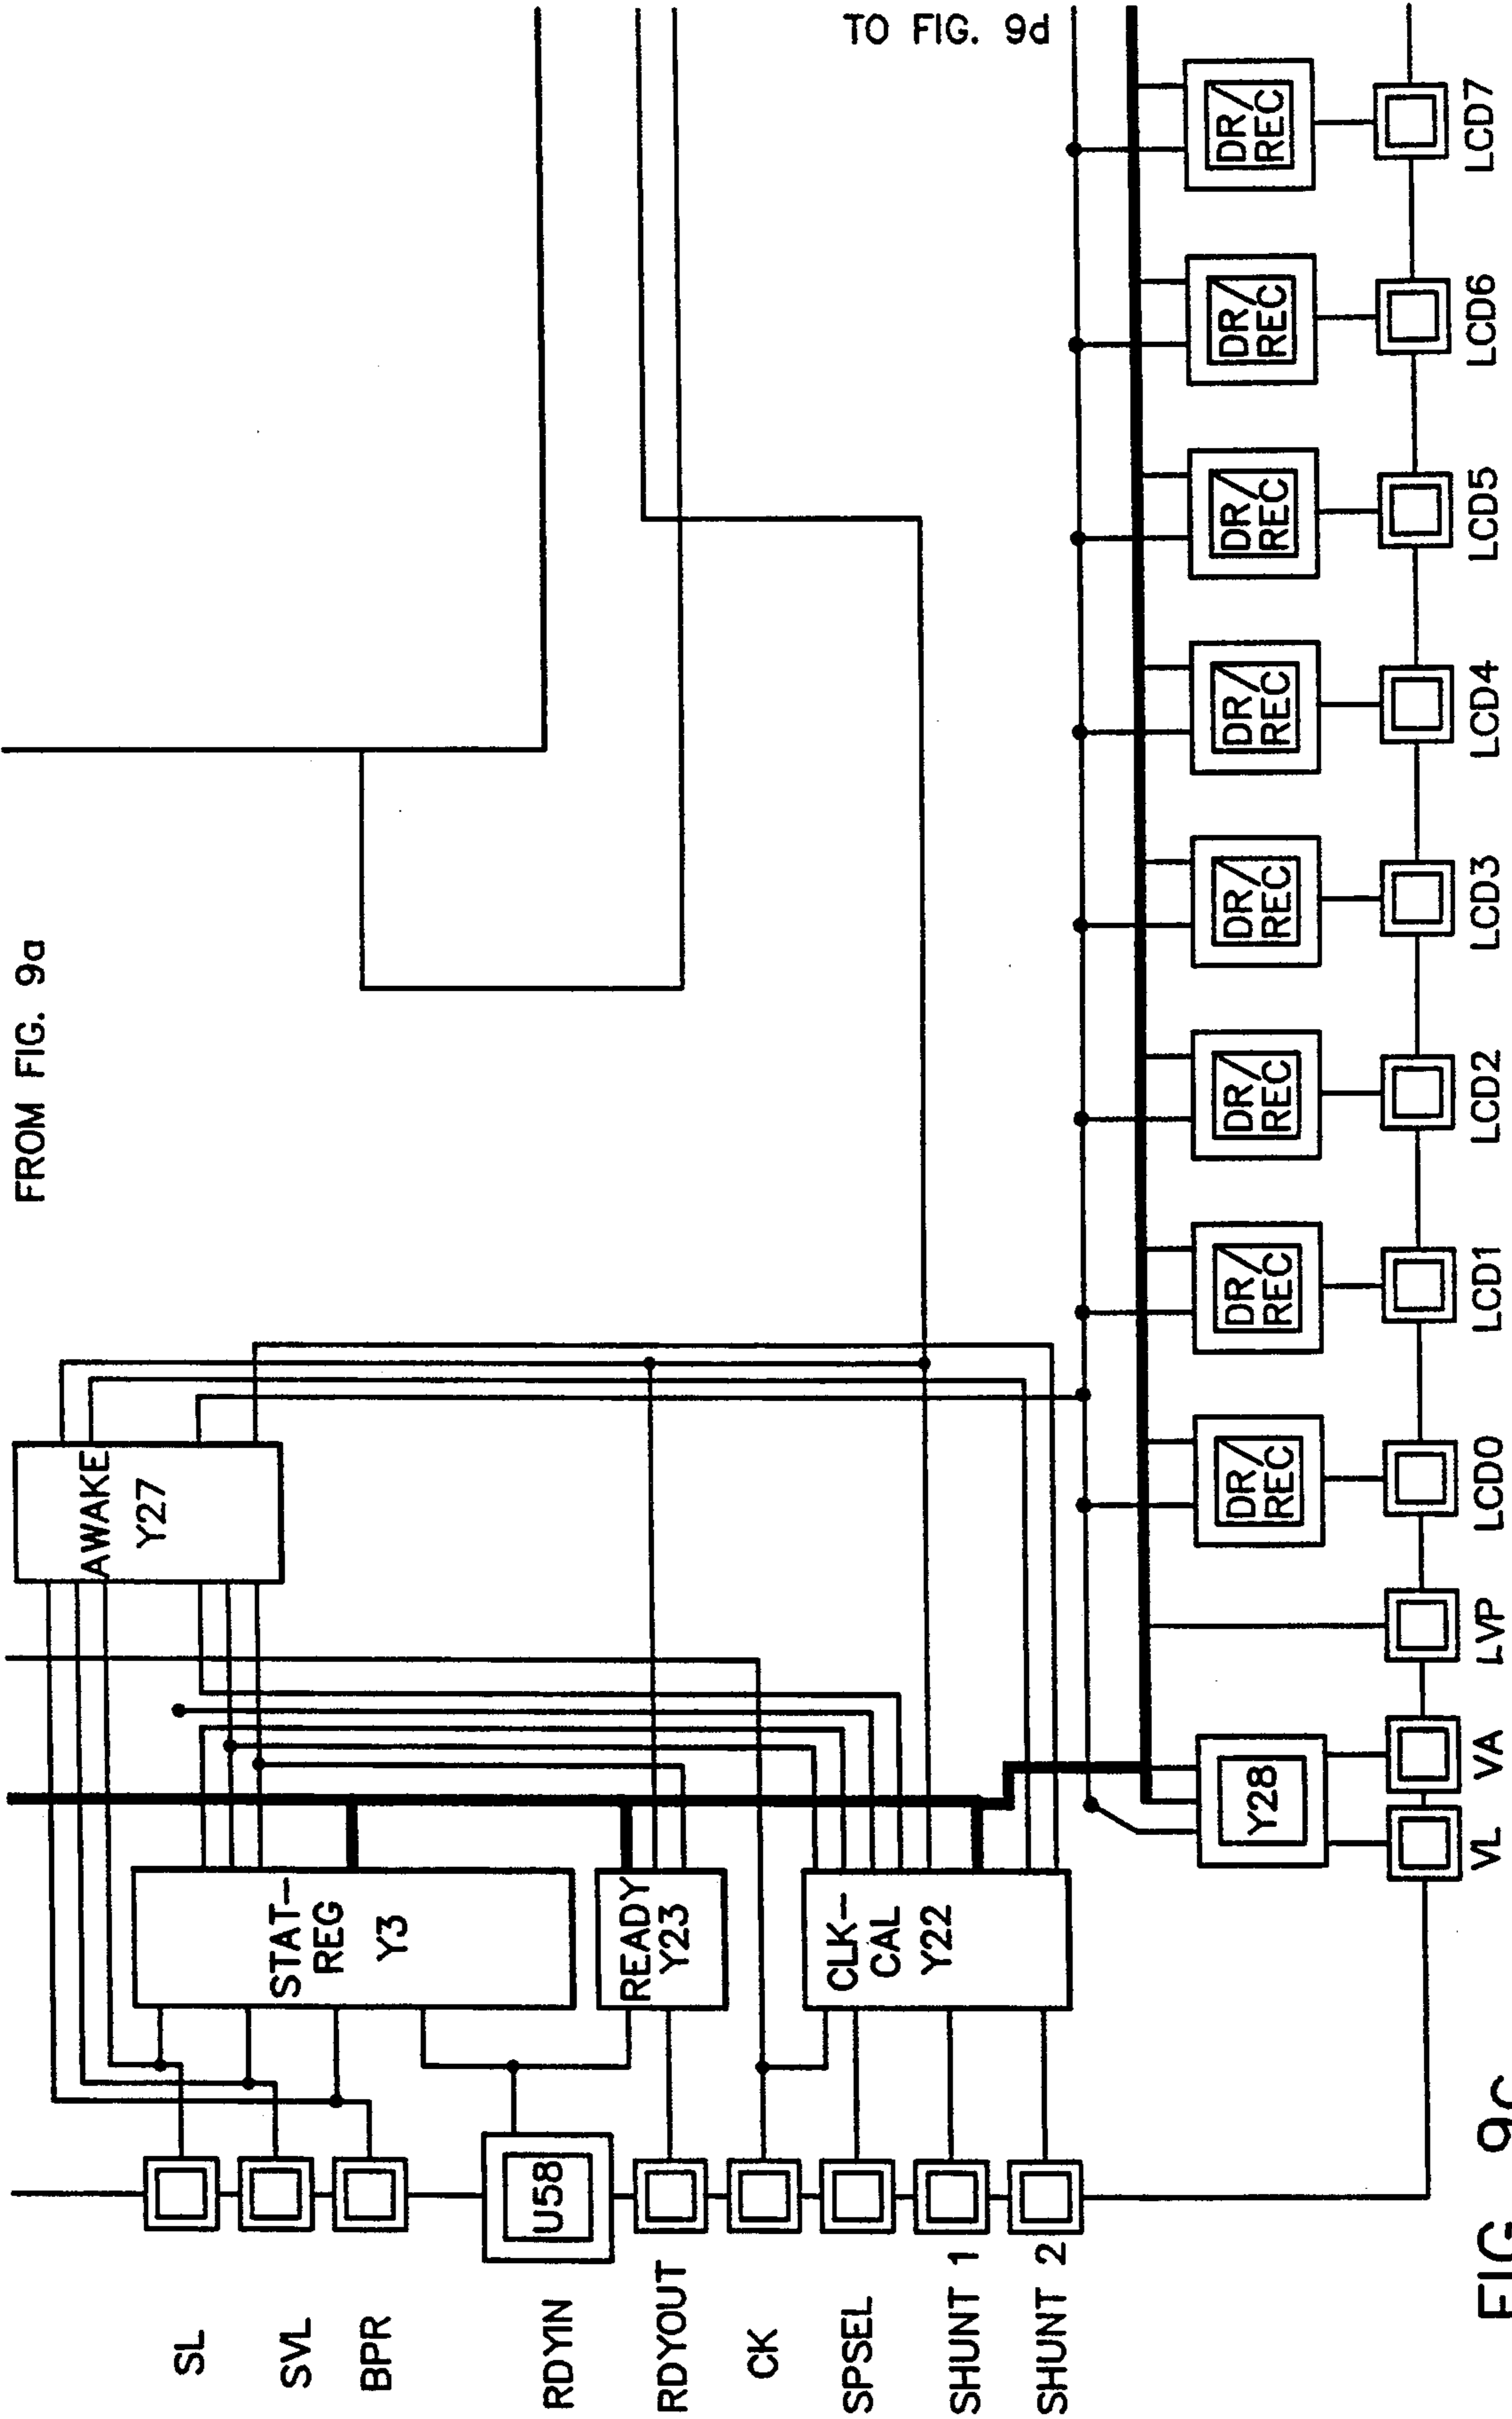 FROM FIG. 9a
TO FIG. 9d
AWAKE
Y27
STAT-
REG
Y3
READY
Y23
CLK-
CAL
Y22
SL
SVL
BPR
RDYIN
U58
RDYOUT
CK
SPSEL
SHUNT 1
SHUNT 2
Y28
DR/
REC
DR/
REC
DR/
REC
DR/
REC
DR/
REC
DR/
REC
DR/
REC
DR/
REC
VL
VA
LVP
LCD0
LCD1
LCD2
LCD3
LCD4
LCD5
LCD6
LCD7
FIG. 9c